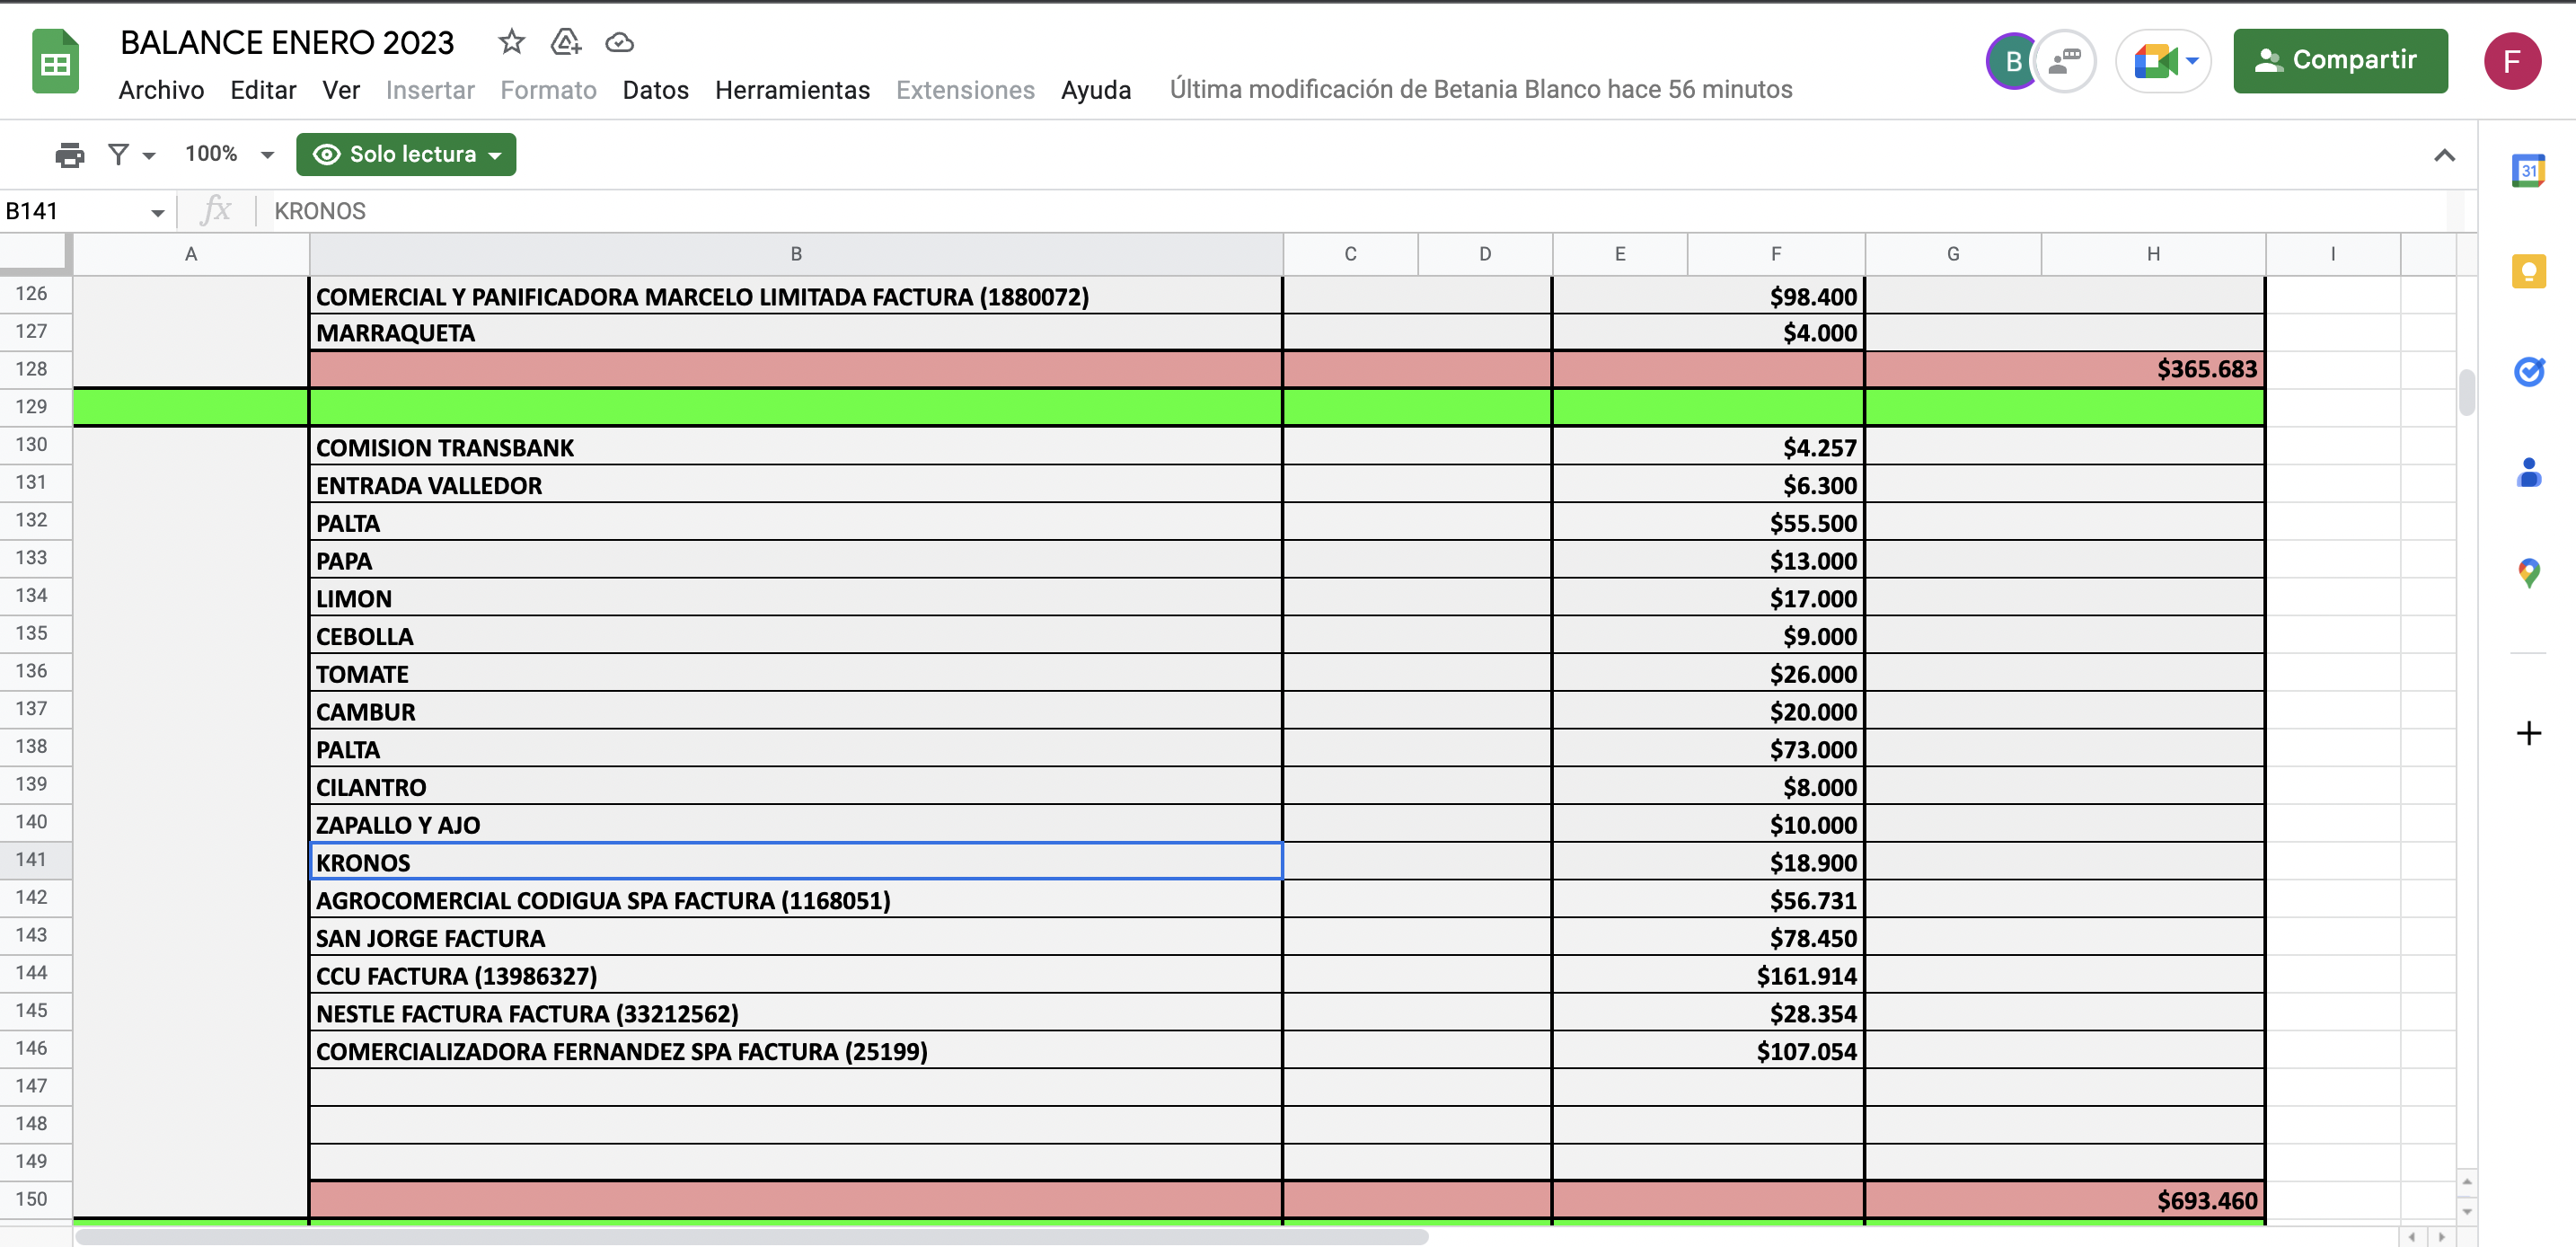 BALANCE ENERO 2023
Archivo Editar Ver Insertar Formato Datos Herramientas Extensiones Ayuda Última modificación de Betania Blanco hace 56 minutos
B
Compartir
F
100% Solo lectura
31
B141 fx KRONOS
A B C D E F G H I
126 COMERCIAL Y PANIFICADORA MARCELO LIMITADA FACTURA (1880072) $98.400
127 MARRAQUETA $4.000
128 $365.683
129
130 COMISION TRANSBANK $4.257
131 ENTRADA VALLEDOR $6.300
132 PALTA $55.500
133 PAPA $13.000
134 LIMON $17.000
135 CEBOLLA $9.000
136 TOMATE $26.000
137 CAMBUR $20.000
138 PALTA $73.000
139 CILANTRO $8.000
140 ZAPALLO Y AJO $10.000
141 KRONOS $18.900
142 AGROCOMERCIAL CODIGUA SPA FACTURA (1168051) $56.731
143 SAN JORGE FACTURA $78.450
144 CCU FACTURA (13986327) $161.914
145 NESTLE FACTURA FACTURA (33212562) $28.354
146 COMERCIALIZADORA FERNANDEZ SPA FACTURA (25199) $107.054
147
148
149
150 $693.460